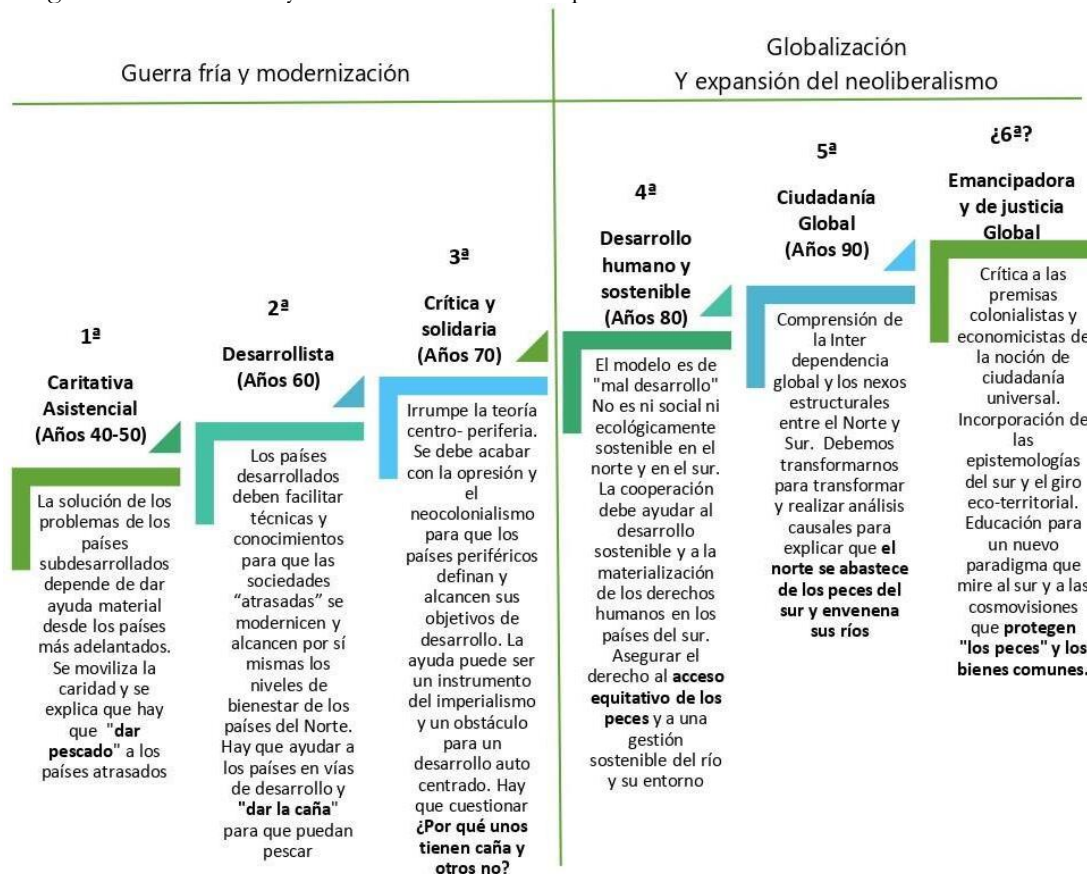 Guerra fría y modernización
Globalización
Y expansión del neoliberalismo
1ª
Caritativa
Asistencial
(Años 40-50)
La solución de los
problemas de los
países
subdesarrollados
depende de dar
ayuda material
desde los países
más adelantados.
Se moviliza la
caridad y se
explica que hay
que "dar
pescado" a los
países atrasados
2ª
Desarrollista
(Años 60)
Los países
desarrollados
deben facilitar
técnicas y
conocimientos
para que las
sociedades
“atrasadas” se
modernicen y
alcancen por sí
mismas los
niveles de
bienestar de los
países del Norte.
Hay que ayudar a
los países en vías
de desarrollo y
"dar la caña"
para que puedan
pescar
3ª
Crítica y
solidaria
(Años 70)
Irrumpe la teoría
centro- periferia.
Se debe acabar
con la opresión y
el
neocolonialismo
para que los
países periféricos
definan y
alcancen sus
objetivos de
desarrollo. La
ayuda puede ser
un instrumento
del imperialismo
y un obstáculo
para un
desarrollo auto
centrado. Hay
que cuestionar
¿Por qué unos
tienen caña y
otros no?
4ª
Desarrollo
humano y
sostenible
(Años 80)
El modelo es de
"mal desarrollo"
No es ni social ni
ecológicamente
sostenible en el
norte y en el sur.
La cooperación
debe ayudar al
desarrollo
sostenible y a la
materialización
de los derechos
humanos en los
países del sur.
Asegurar el
derecho al acceso
equitativo de los
peces y a una
gestión
sostenible del río
y su entorno
5ª
Ciudadanía
Global
(Años 90)
Comprensión de
la Inter
dependencia
global y los nexos
estructurales
entre el Norte y
Sur. Debemos
transformarnos
para transformar
y realizar análisis
causales para
explicar que el
norte se abastece
de los peces del
sur y envenena
sus ríos
¿6ª?
Emancipadora
y de justicia
Global
Crítica a las
premisas
colonialistas y
economicistas de
la noción de
ciudadanía
universal.
Incorporación de
las
epistemologías
del sur y el giro
eco-territorial.
Educación para
un nuevo
paradigma que
mire al sur y a las
cosmovisiones
que protegen
"los peces" y los
bienes comunes.